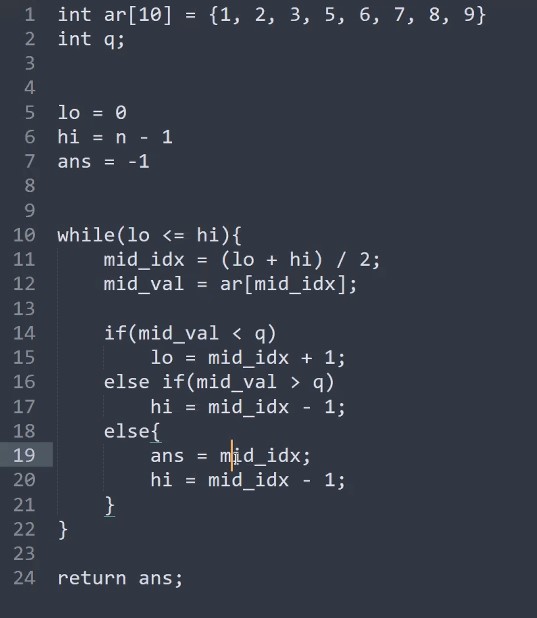 1 int ar[10] = {1, 2, 3, 5, 6, 7, 8, 9}
2 int q;
3
4
5 lo = 0
6 hi = n - 1
7 ans = -1
8
9
10 while(lo <= hi){
11     mid_idx = (lo + hi) / 2;
12     mid_val = ar[mid_idx];
13
14     if(mid_val < q)
15         lo = mid_idx + 1;
16     else if(mid_val > q)
17         hi = mid_idx - 1;
18     else{
19         ans = mid_idx;
20         hi = mid_idx - 1;
21     }
22 }
23
24 return ans;